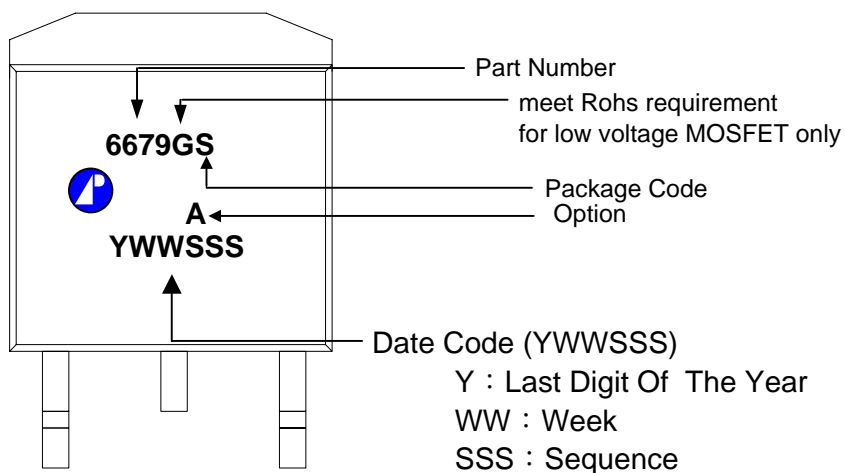 Part Number
meet Rohs requirement
for low voltage MOSFET only
6679GS
Package Code
A
Option
YWWSSS
Date Code (YWWSSS)
Y：Last Digit Of The Year
WW：Week
SSS：Sequence